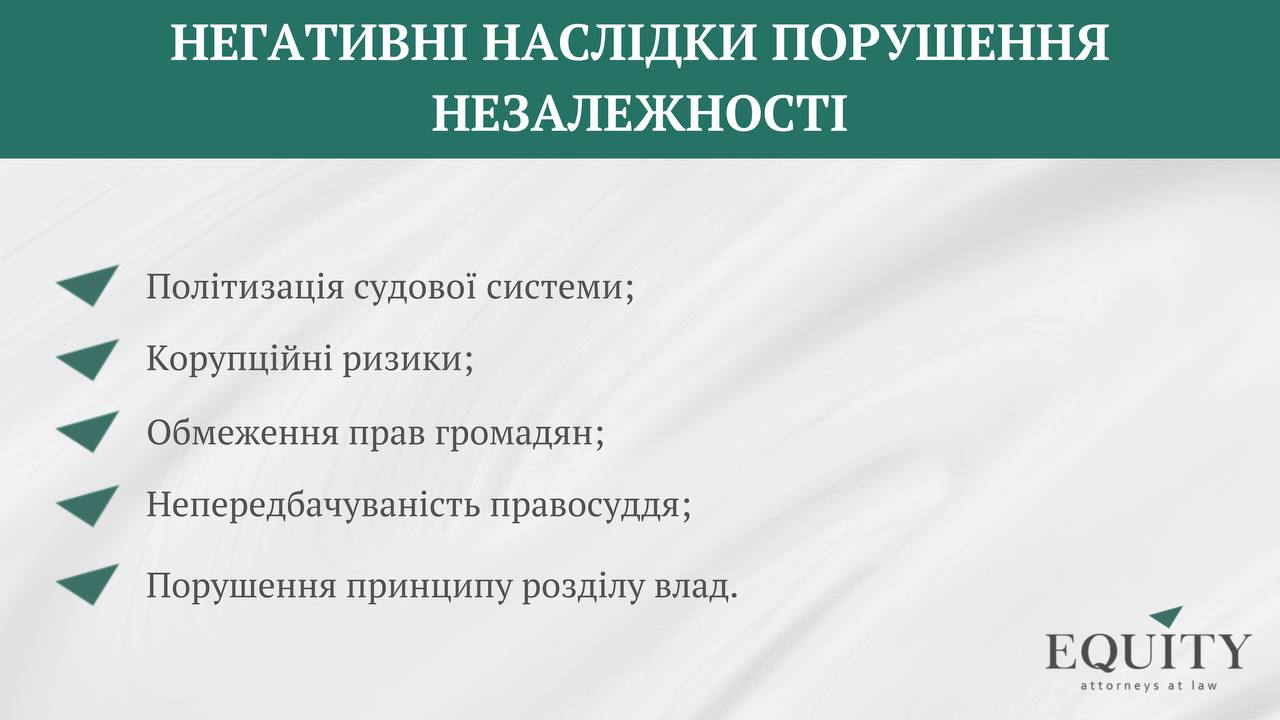 НЕГАТИВНІ НАСЛІДКИ ПОРУШЕННЯ
НЕЗАЛЕЖНОСТІ
Політизація судової системи;
Корупційні ризики;
Обмеження прав громадян;
Непередбачуваність правосуддя;
Порушення принципу розділу влад.
EQUITY
attorneys at law